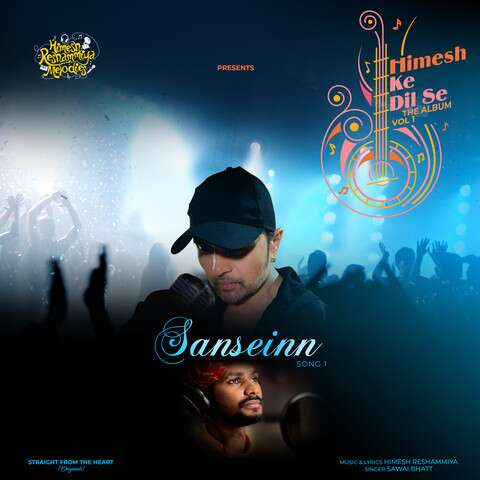 Himesh
Reshammiya
Melodies
PRESENTS
Himesh
Ke
Dil Se
THE ALBUM
VOL 1
Sanseinn
SONG 1
STRAIGHT FROM THE HEART
(Originals)
MUSIC & LYRICS HIMESH RESHAMMIYA
SINGER SAWAI BHATT